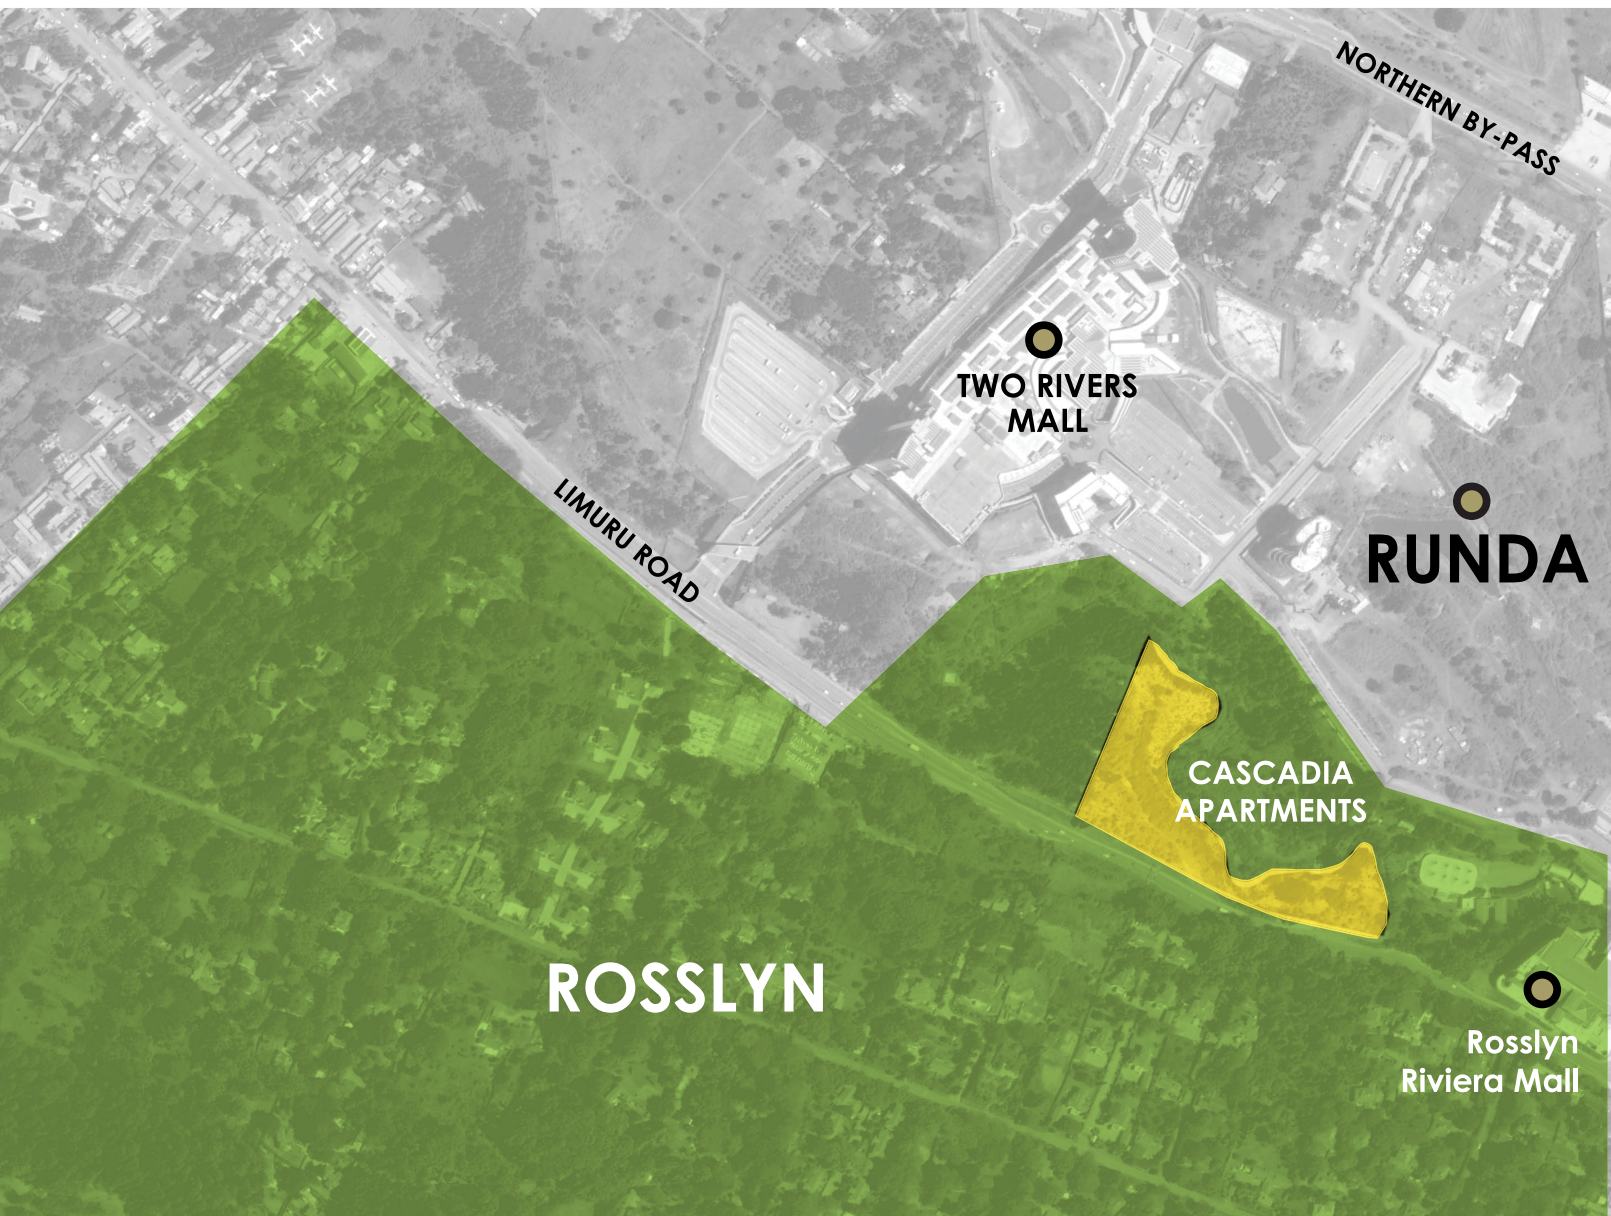 NORTHERN BY-PASS
TWO RIVERS
MALL
LIMURU ROAD
RUNDA
CASCADIA
APARTMENTS
ROSSLYN
Rosslyn
Riviera Mall